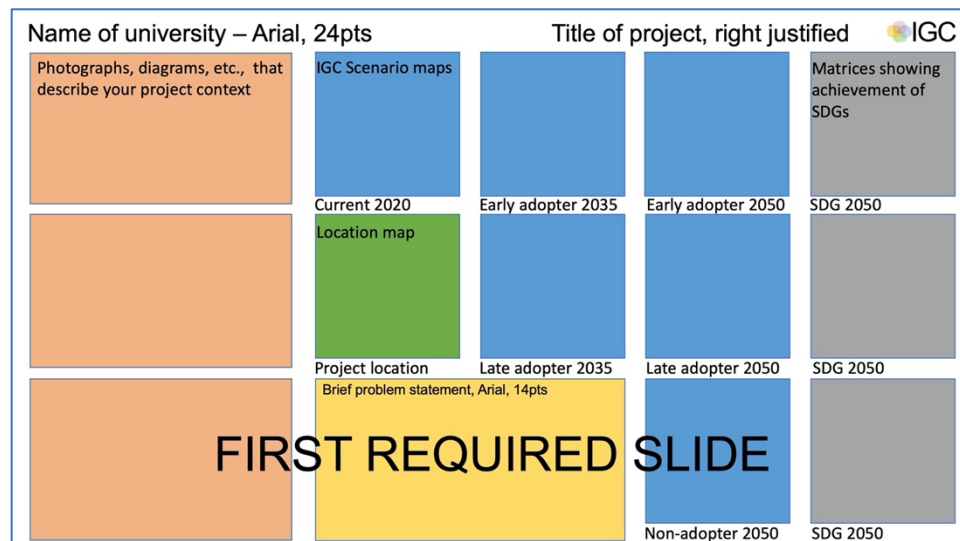 Name of university – Arial, 24pts
Title of project, right justified
IGC
Photographs, diagrams, etc., that
describe your project context
IGC Scenario maps
Matrices showing
achievement of
SDGs
Current 2020
Early adopter 2035
Early adopter 2050
SDG 2050
Location map
Project location
Late adopter 2035
Late adopter 2050
SDG 2050
Brief problem statement, Arial, 14pts
FIRST REQUIRED SLIDE
Non-adopter 2050
SDG 2050